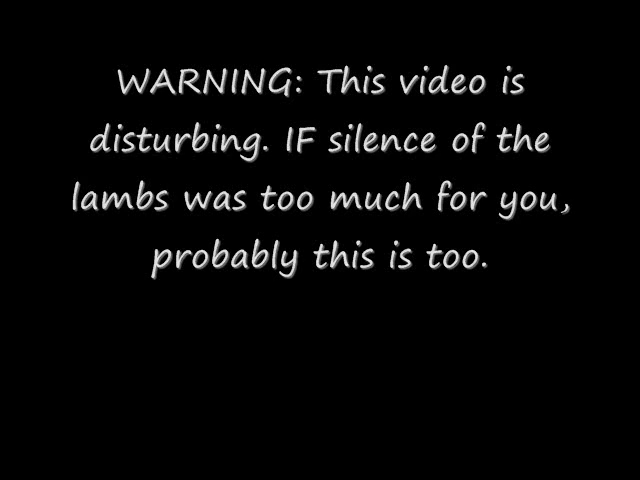 WARNING: This video is
disturbing. IF silence of the
lambs was too much for you,
probably this is too.